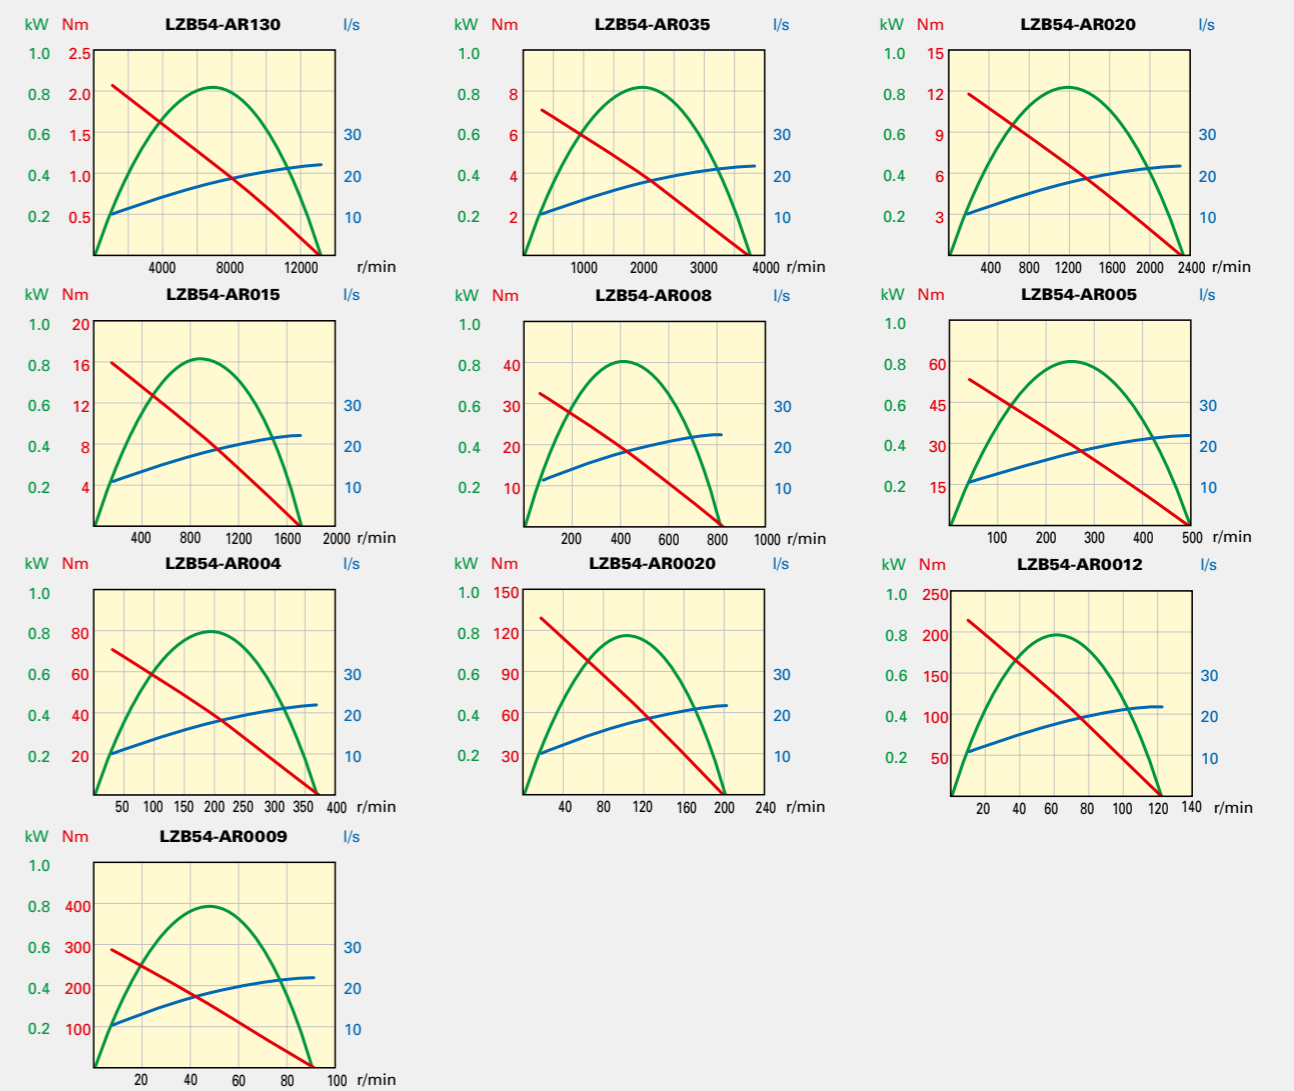 kW Nm LZB54-AR130 l/s
1.0 2.5
0.8 2.0
0.6 1.5 30
0.4 1.0 20
0.2 0.5 10
4000 8000 12000 r/min
kW Nm LZB54-AR035 l/s
1.0
0.8 8
0.6 6 30
0.4 4 20
0.2 2 10
1000 2000 3000 4000 r/min
kW Nm LZB54-AR020 l/s
1.0 15
0.8 12
0.6 9 30
0.4 6 20
0.2 3 10
400 800 1200 1600 2000 2400 r/min
kW Nm LZB54-AR015 l/s
1.0 20
0.8 16
0.6 12 30
0.4 8 20
0.2 4 10
400 800 1200 1600 2000 r/min
kW Nm LZB54-AR008 l/s
1.0
0.8 40
0.6 30 30
0.4 20 20
0.2 10 10
200 400 600 800 1000 r/min
kW Nm LZB54-AR005 l/s
1.0
0.8 60
0.6 45 30
0.4 30 20
0.2 15 10
100 200 300 400 500 r/min
kW Nm LZB54-AR004 l/s
1.0
0.8 80
0.6 60 30
0.4 40 20
0.2 20 10
50 100 150 200 250 300 350 400 r/min
kW Nm LZB54-AR0020 l/s
1.0 150
0.8 120
0.6 90 30
0.4 60 20
0.2 30 10
40 80 120 160 200 240 r/min
kW Nm LZB54-AR0012 l/s
1.0 250
0.8 200
0.6 150 30
0.4 100 20
0.2 50 10
20 40 60 80 100 120 140 r/min
kW Nm LZB54-AR0009 l/s
1.0
0.8 400
0.6 300 30
0.4 200 20
0.2 100 10
20 40 60 80 100 r/min